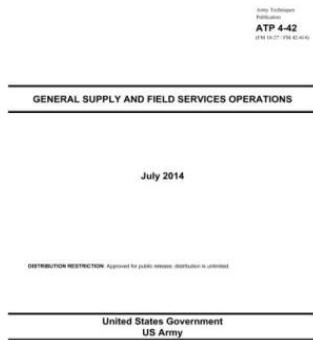 Army Techniques
Publication
ATP 4-42
GENERAL SUPPLY AND FIELD SERVICES OPERATIONS
July 2014
DISTRIBUTION RESTRICTION: Approved for public release; distribution is unlimited.
United States Government
US Army